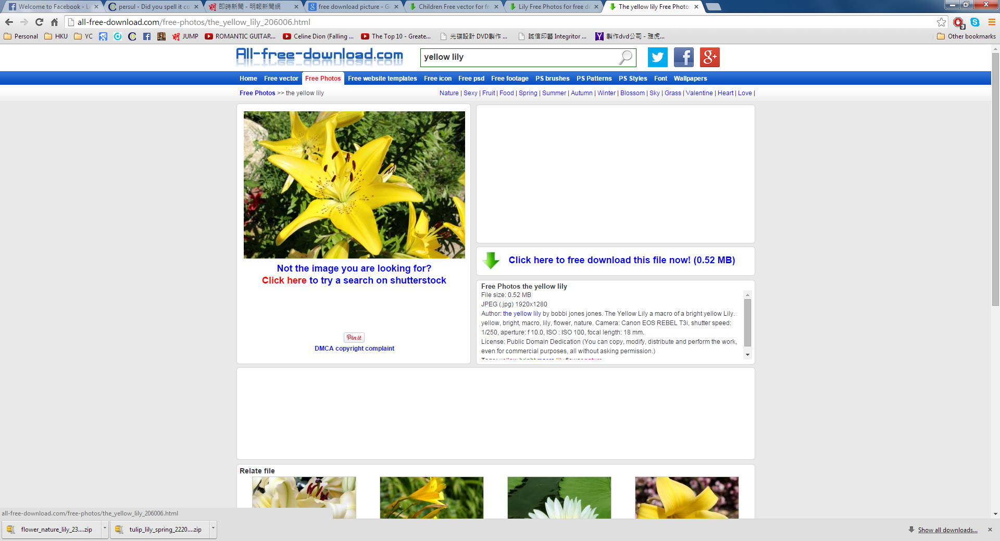 Welcome to Facebook - L
persul - Did you spell it co
即時新聞 - 明報新聞網
free download picture - G
Children Free vector for fr
Lily Free Photos for free d
The yellow lily Free Photo
all-free-download.com/free-photos/the_yellow_lily_206006.html
3
Personal
HKU
YC
JUMP
ROMANTIC GUITAR...
Celine Dion (Falling ...
The Top 10 - Greate...
光碟設計 DVD製作 ...
誠信印藝 Integritor ...
製作dvd公司 - 雅虎...
Other bookmarks
All-free-download.com
yellow lily
Home Free vector Free Photos Free website templates Free icon Free psd Free footage PS brushes PS Patterns PS Styles Font Wallpapers
Free Photos >> the yellow lily
Nature | Sexy | Fruit | Food | Spring | Summer | Autumn | Winter | Blossom | Sky | Grass | Valentine | Heart | Love |
Not the image you are looking for?
Click here to try a search on shutterstock
Pin it
DMCA copyright complaint
Click here to free download this file now! (0.52 MB)
Free Photos the yellow lily
File size: 0.52 MB
JPEG (.jpg) 1920x1280
Author: the yellow lily by bobbi jones jones. The Yellow Lily a macro of a bright yellow Lily.
yellow, bright, macro, lily, flower, nature. Camera: Canon EOS REBEL T3i, shutter speed:
1/250, aperture: f 10.0, ISO : ISO 100, focal length: 18 mm.
License: Public Domain Dedication (You can copy, modify, distribute and perform the work,
even for commercial purposes, all without asking permission.)
Tags: yellow bright macro lily flower nature
Relate file
all-free-download.com/free-photos/the_yellow_lily_206006.html
flower_nature_lily_23....zip
tulip_lily_spring_2220....zip
Show all downloads...